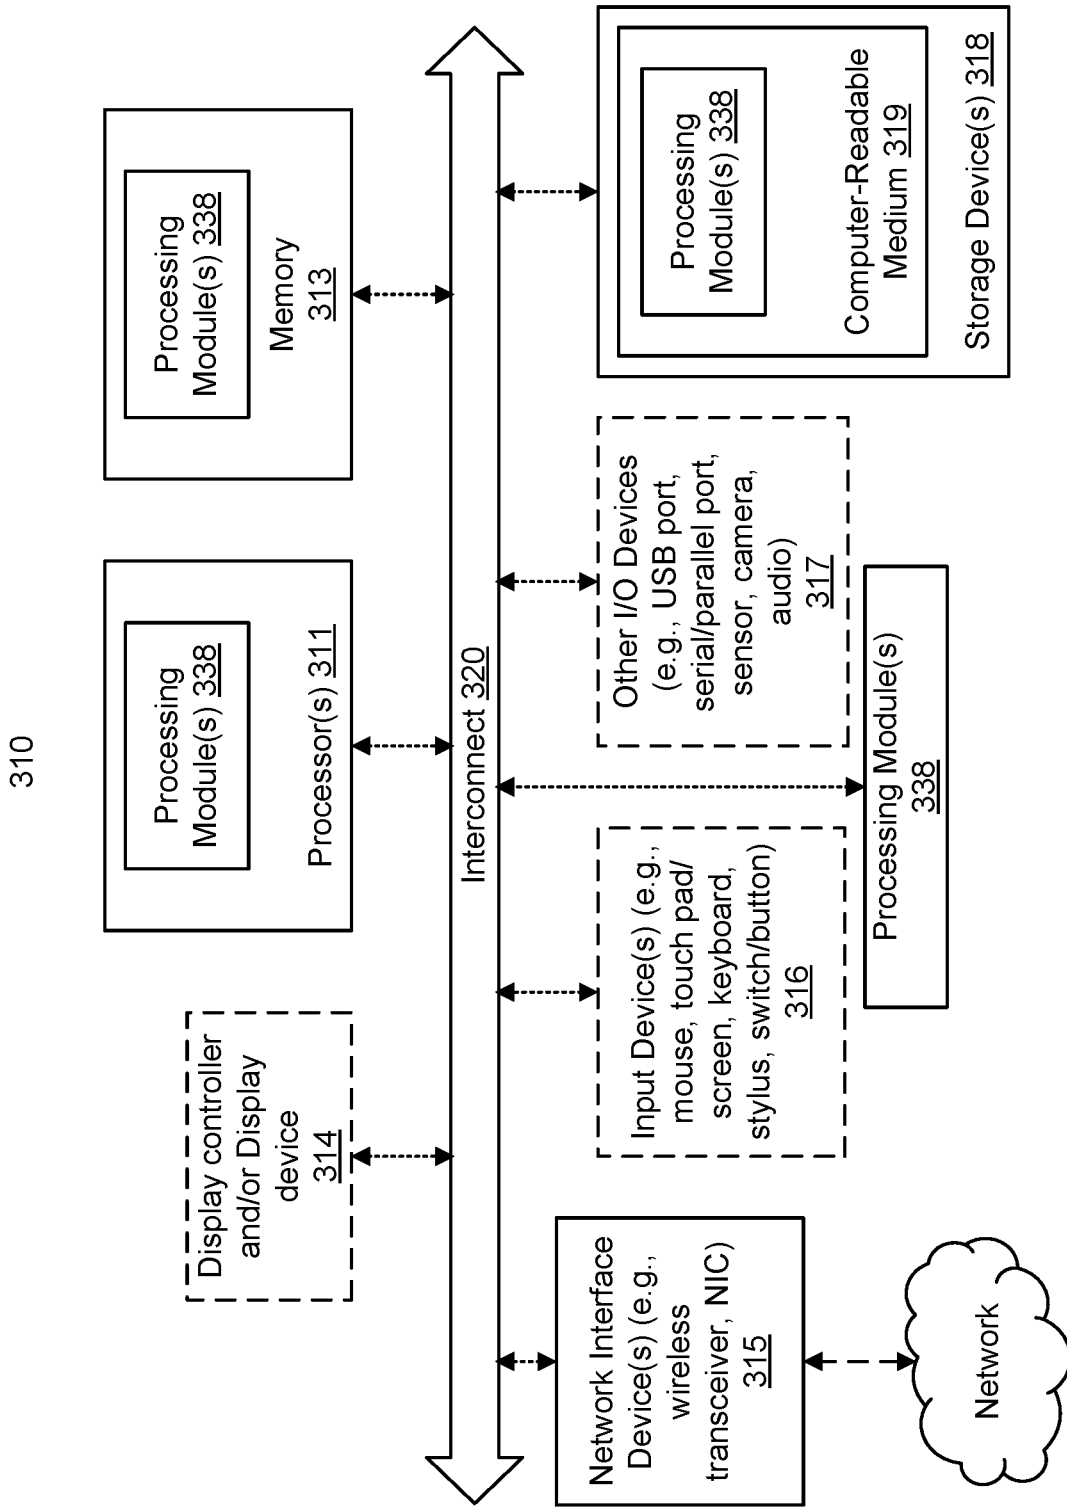 310
Processing
Module(s) 338
Processor(s) 311
Processing
Module(s) 338
Memory
313
Display controller
and/or Display
device
314
Interconnect 320
Network Interface
Device(s) (e.g.,
wireless
transceiver, NIC)
315
Input Device(s) (e.g.,
mouse, touch pad/
screen, keyboard,
stylus, switch/button)
316
Other I/O Devices
(e.g., USB port,
serial/parallel port,
sensor, camera,
audio)
317
Processing
Module(s) 338
Computer-Readable
Medium 319
Storage Device(s) 318
Processing Module(s)
338
Network